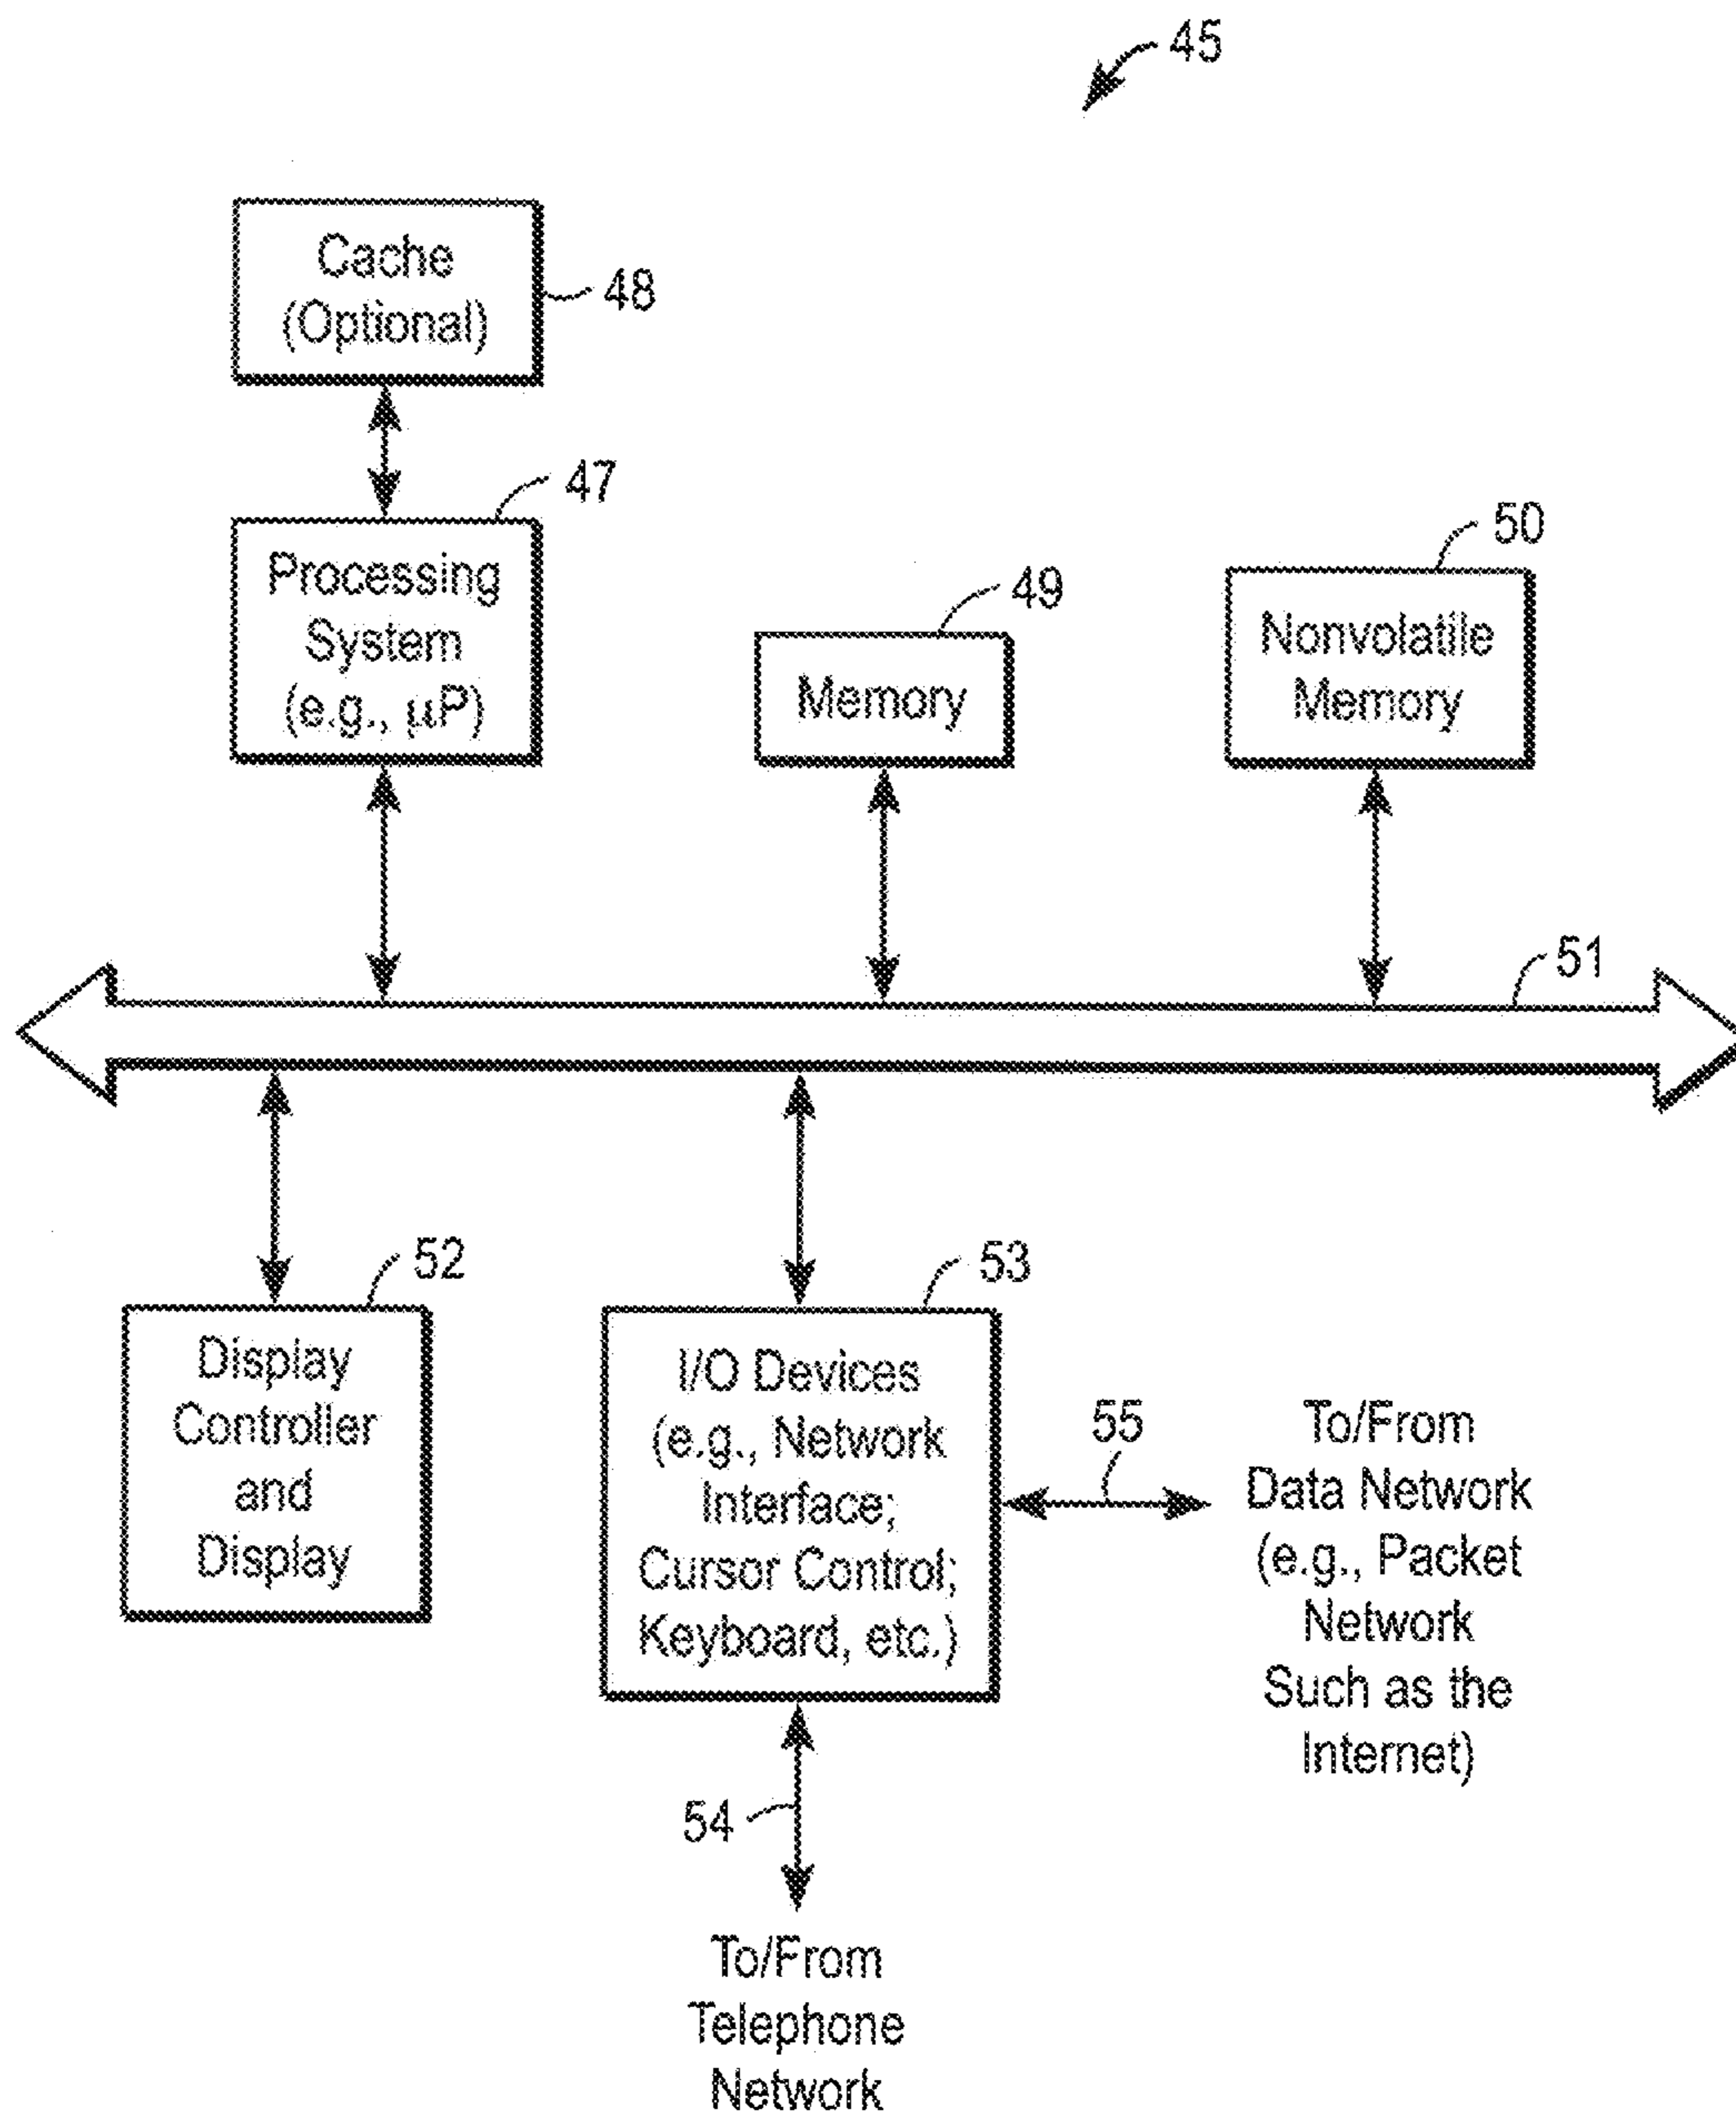 45
Cache
(Optional)
48
47
Processing
System
(e.g., μP)
49
Memory
50
Nonvolatile
Memory
51
52
Display
Controller
and
Display
53
I/O Devices
(e.g., Network
Interface;
Cursor Control;
Keyboard, etc.)
55
To/From
Data Network
(e.g., Packet
Network
Such as the
Internet)
54
To/From
Telephone
Network